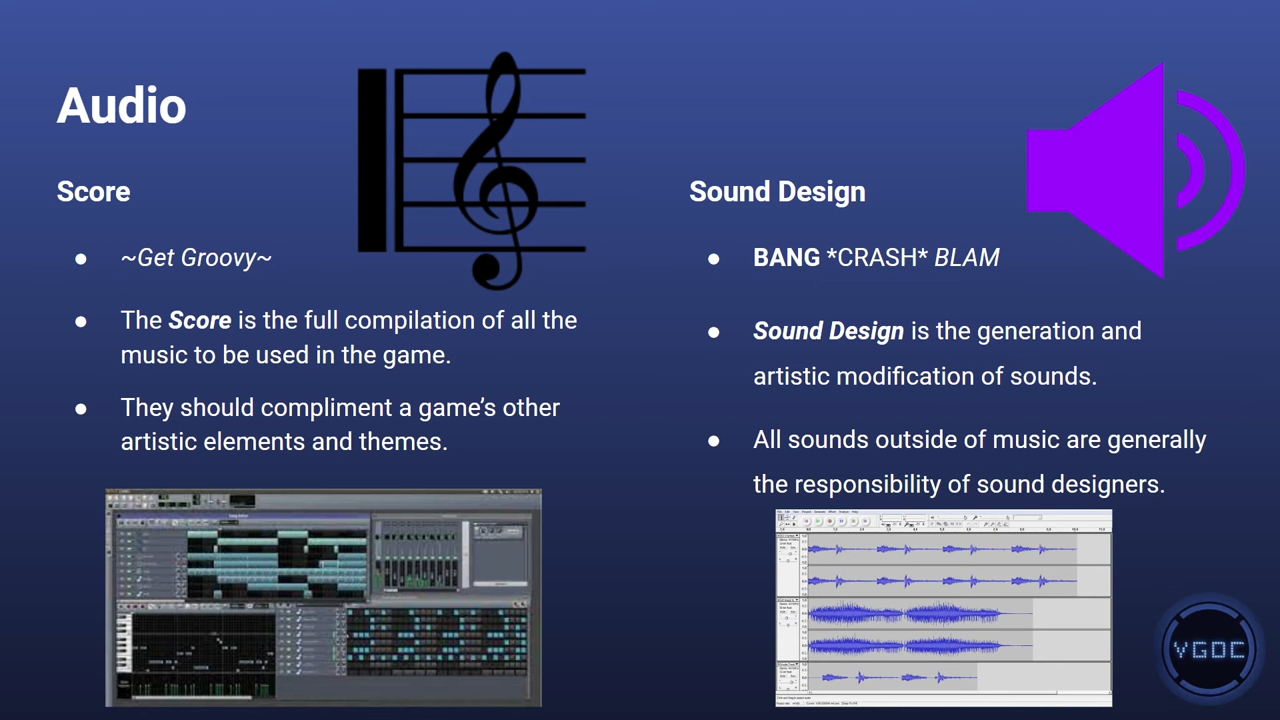 Audio
Score
~Get Groovy~
The Score is the full compilation of all the
music to be used in the game.
They should compliment a game's other
artistic elements and themes.
Sound Design
BANG *CRASH* BLAM
Sound Design is the generation and
artistic modification of sounds.
All sounds outside of music are generally
the responsibility of sound designers.
VGDC